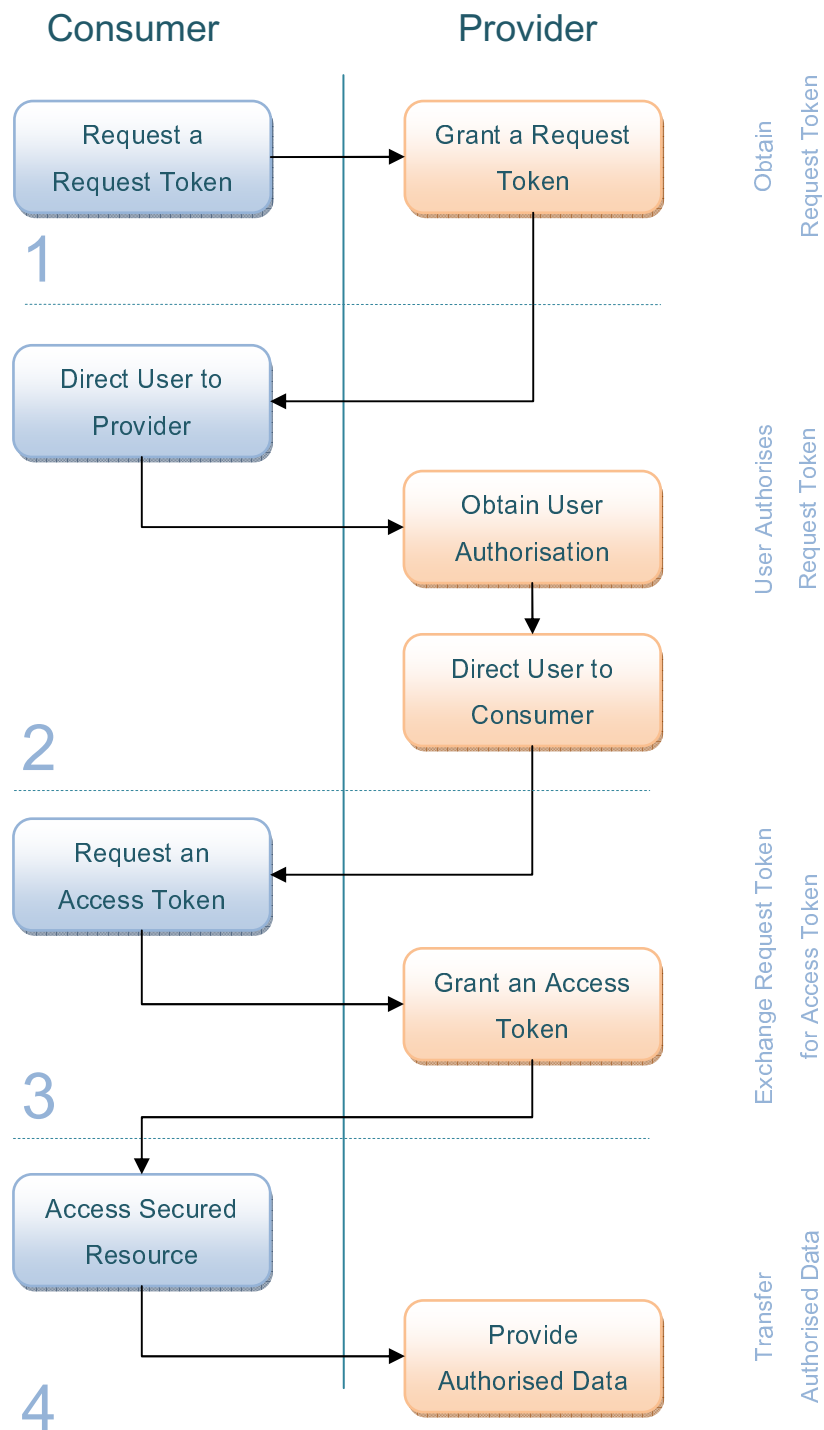 Consumer
Provider
Request a
Request Token
Grant a Request
Token
Obtain
Request Token
1
Direct User to
Provider
Obtain User
Authorisation
Direct User to
Consumer
User Authorises
Request Token
2
Request an
Access Token
Grant an Access
Token
Exchange Request Token
for Access Token
3
Access Secured
Resource
Provide
Authorised Data
Transfer
Authorised Data
4